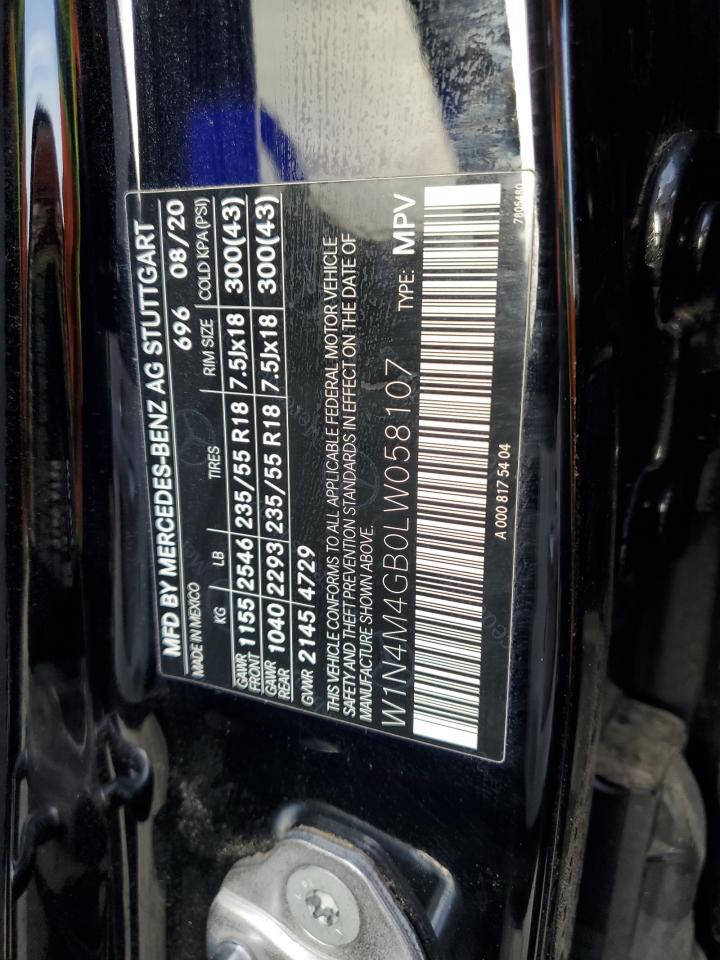 MFD BY MERCEDES-BENZ AG STUTTGART
MADE IN MEXICO 696 08/20
KG LB TIRES RIM SIZE COLD KPA (PSI)
GAWR FRONT 1155 2546 235/55 R18 7.5Jx18 300(43)
GAWR REAR 1040 2293 235/55 R18 7.5Jx18 300(43)
GVWR 2145 4729
THIS VEHICLE CONFORMS TO ALL APPLICABLE FEDERAL MOTOR VEHICLE
SAFETY AND THEFT PREVENTION STANDARDS IN EFFECT ON THE DATE OF
MANUFACTURE SHOWN ABOVE.
W1N4M4GB0LW058107 TYPE: MPV
A 000 817 54 04 7805480